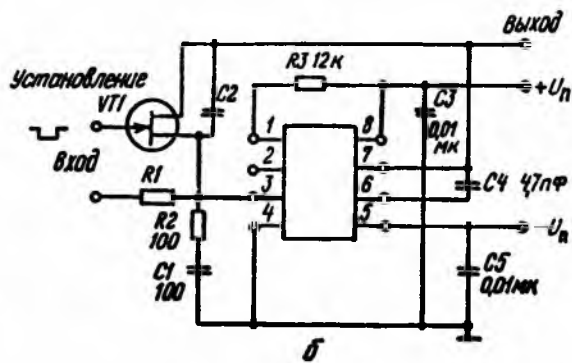 Выход
R3 12к
Установление
VT1
C2
+Uп
C3
0,01
мк
1
8
2
7
Вход
R1
3
6
C4 4,7пФ
4
5
-Uп
R2
100
C1
100
C5
0,01мк
б